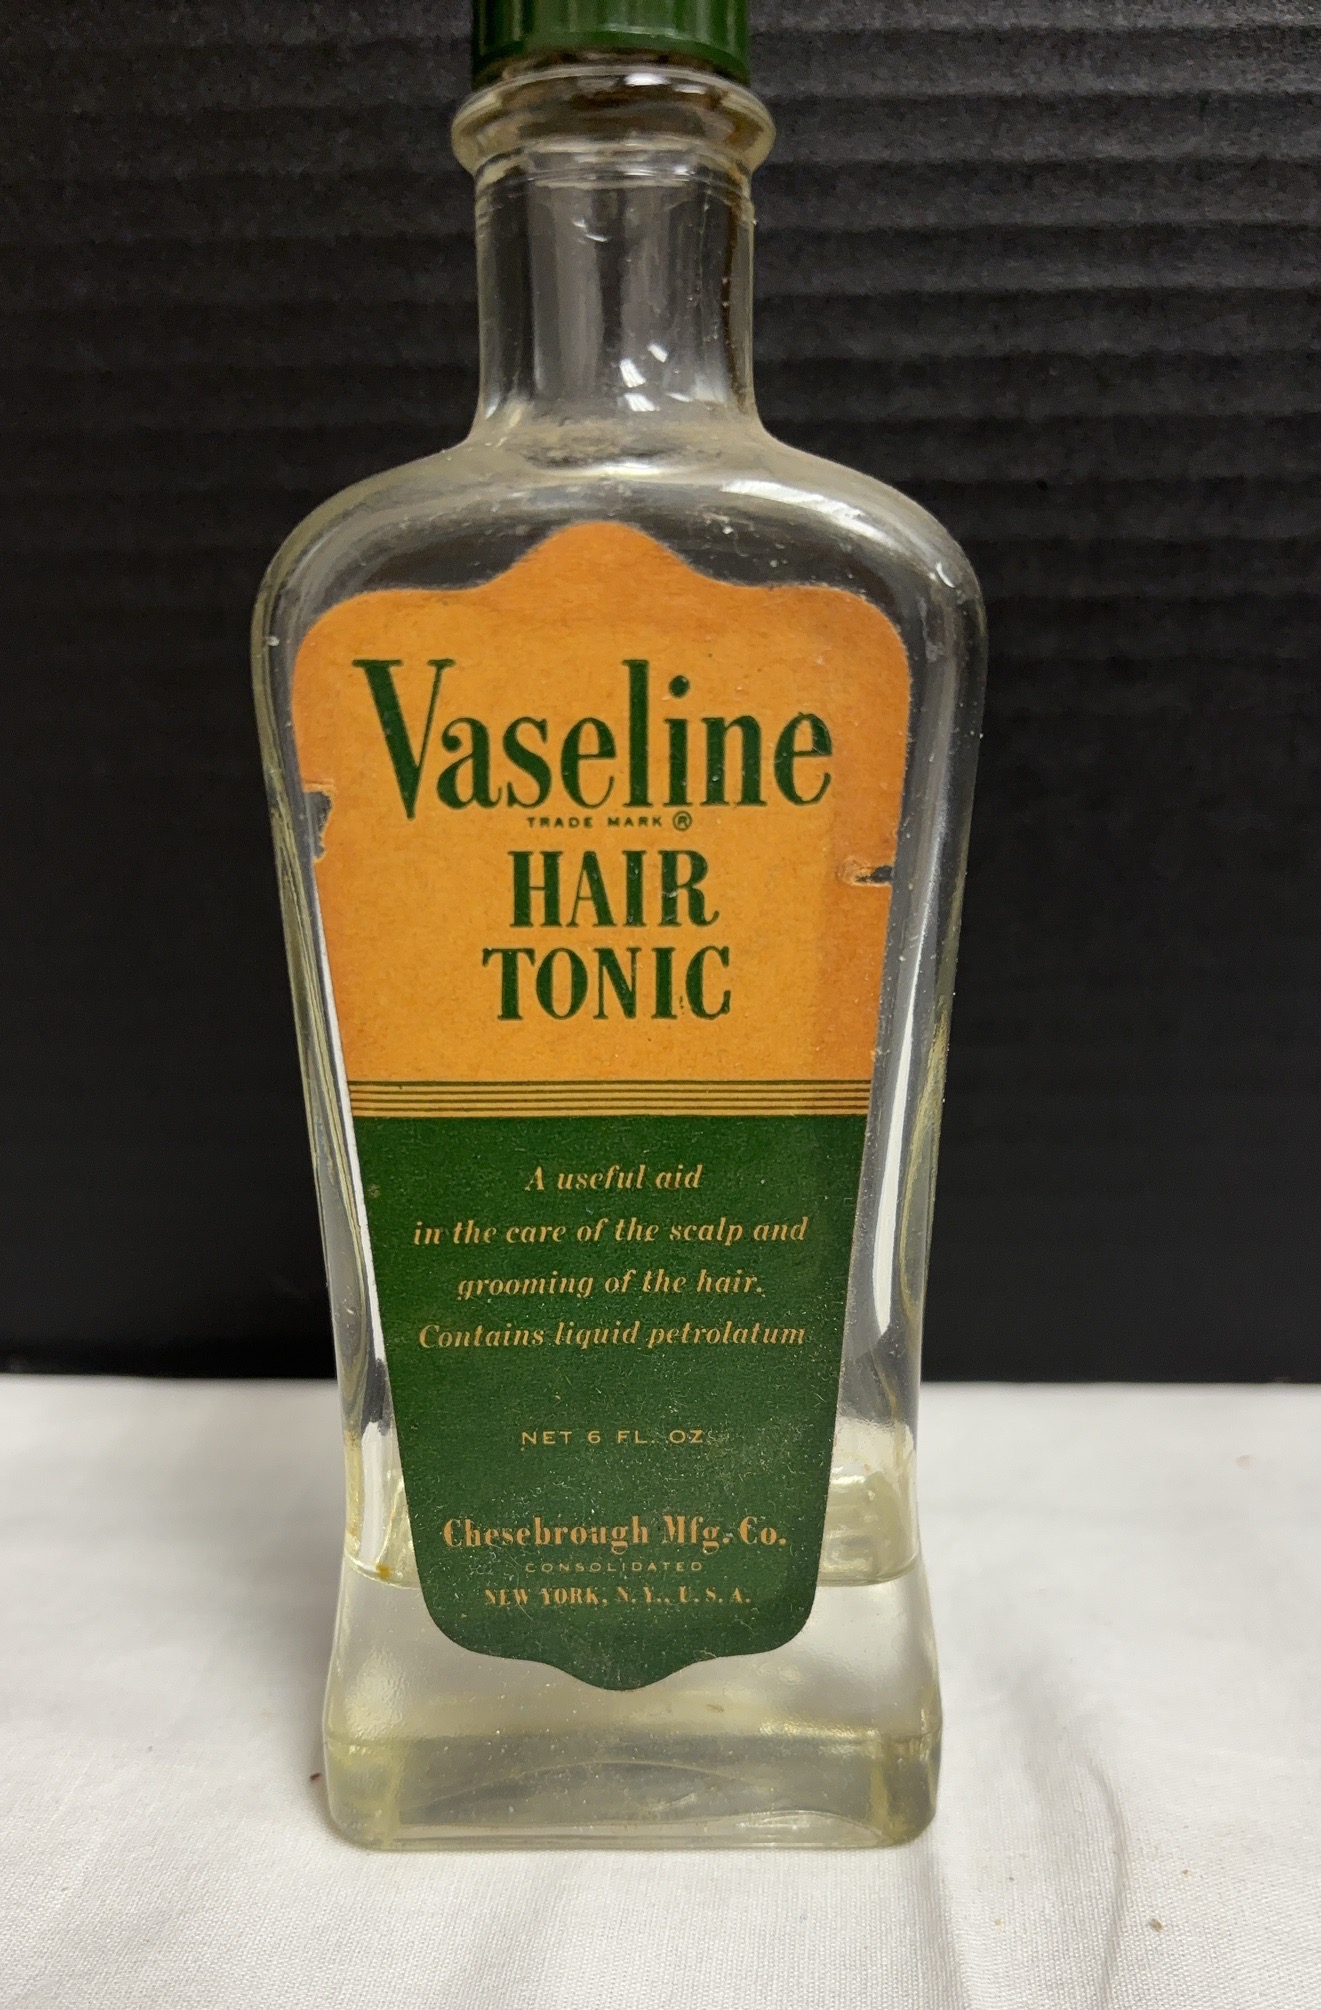 Vaseline
TRADE MARK ®
HAIR
TONIC
A useful aid
in the care of the scalp and
grooming of the hair.
Contains liquid petrolatum
NET 6 FL. OZ.
Chesebrough Mfg. Co.
CONSOLIDATED
NEW YORK, N. Y., U. S. A.